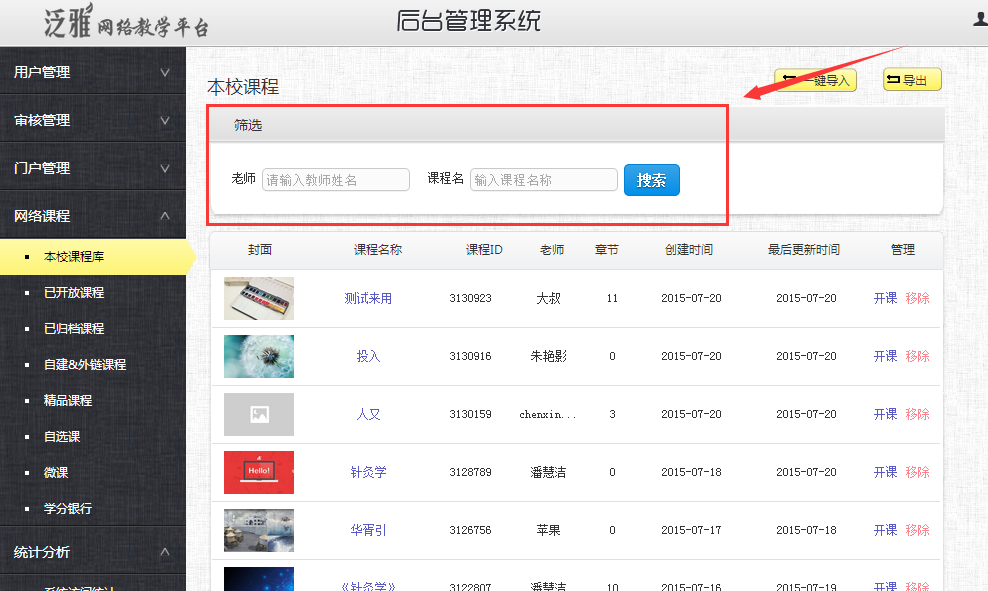 泛雅 网络教学平台
后台管理系统
用户管理
审核管理
门户管理
网络课程
本校课程库
已开放课程
已归档课程
自建&外链课程
精品课程
自选课
微课
学分银行
统计分析
系统访问统计
本校课程
一键导入
导出
筛选
老师 请输入教师姓名 课程名 输入课程名称 搜索
封面 课程名称 课程ID 老师 章节 创建时间 最后更新时间 管理
测试来用 3130923 大叔 11 2015-07-20 2015-07-20 开课 移除
投入 3130916 朱艳影 0 2015-07-20 2015-07-20 开课 移除
人又 3130159 chenxin... 3 2015-07-20 2015-07-20 开课 移除
Hello! 针灸学 3128789 潘慧洁 0 2015-07-18 2015-07-20 开课 移除
华胥引 3126756 苹果 0 2015-07-17 2015-07-18 开课 移除
《针灸学》 3122807 潘慧洁 10 2015-07-16 2015-07-19 开课 移除